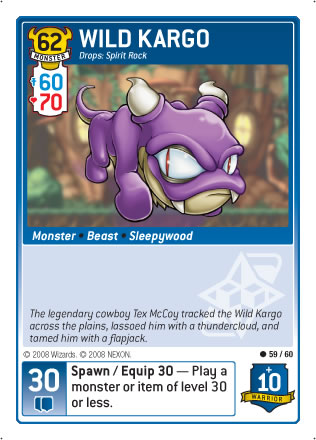 62
MONSTER
WILD KARGO
Drops: Spirit Rock
60
70
Monster • Beast • Sleepywood
The legendary cowboy Tex McCoy tracked the Wild Kargo
across the plains, lassoed him with a thundercloud, and
tamed him with a flapjack.
© 2008 Wizards. © 2008 NEXON.
● 59 / 60
30
Spawn / Equip 30 — Play a
monster or item of level 30
or less.
+
10
WARRIOR